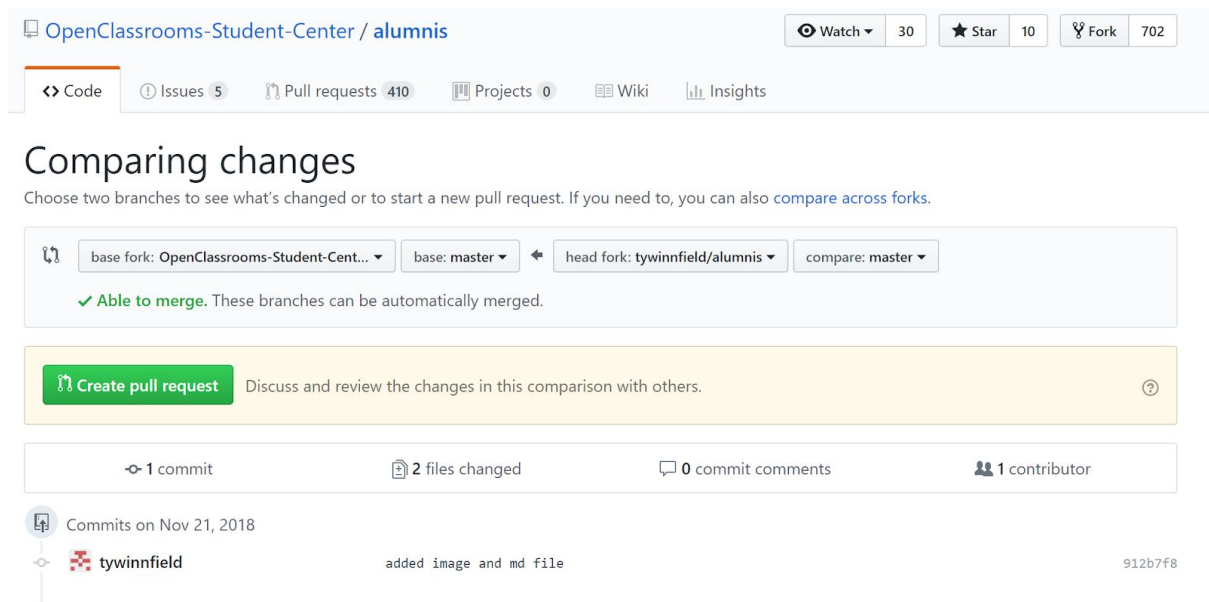 OpenClassrooms-Student-Center / alumnis Watch 30 Star 10 Fork 702
Code Issues 5 Pull requests 410 Projects 0 Wiki Insights
Comparing changes
Choose two branches to see what's changed or to start a new pull request. If you need to, you can also compare across forks.
base fork: OpenClassrooms-Student-Cent... base: master head fork: tywinnfield/alumnis compare: master
Able to merge. These branches can be automatically merged.
Create pull request Discuss and review the changes in this comparison with others.
1 commit 2 files changed 0 commit comments 1 contributor
Commits on Nov 21, 2018
tywinnfield added image and md file 912b7f8